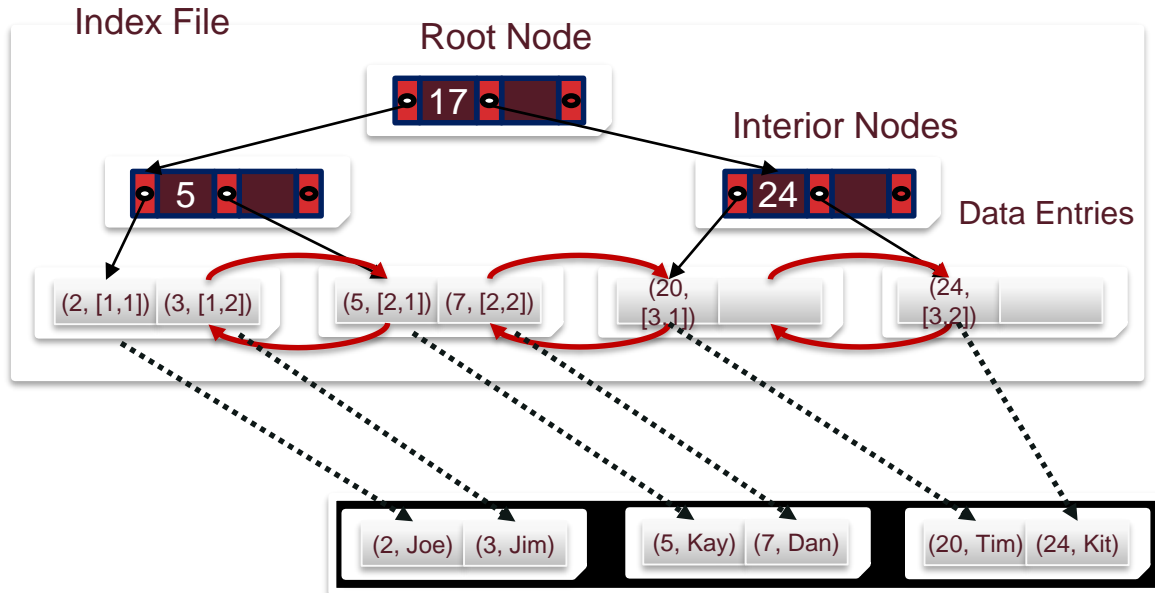 Index File
Root Node
17
Interior Nodes
5
24
Data Entries
(2, [1,1]) (3, [1,2])
(5, [2,1]) (7, [2,2])
(20,
[3,1])
(24,
[3,2])
(2, Joe) (3, Jim)
(5, Kay) (7, Dan)
(20, Tim) (24, Kit)